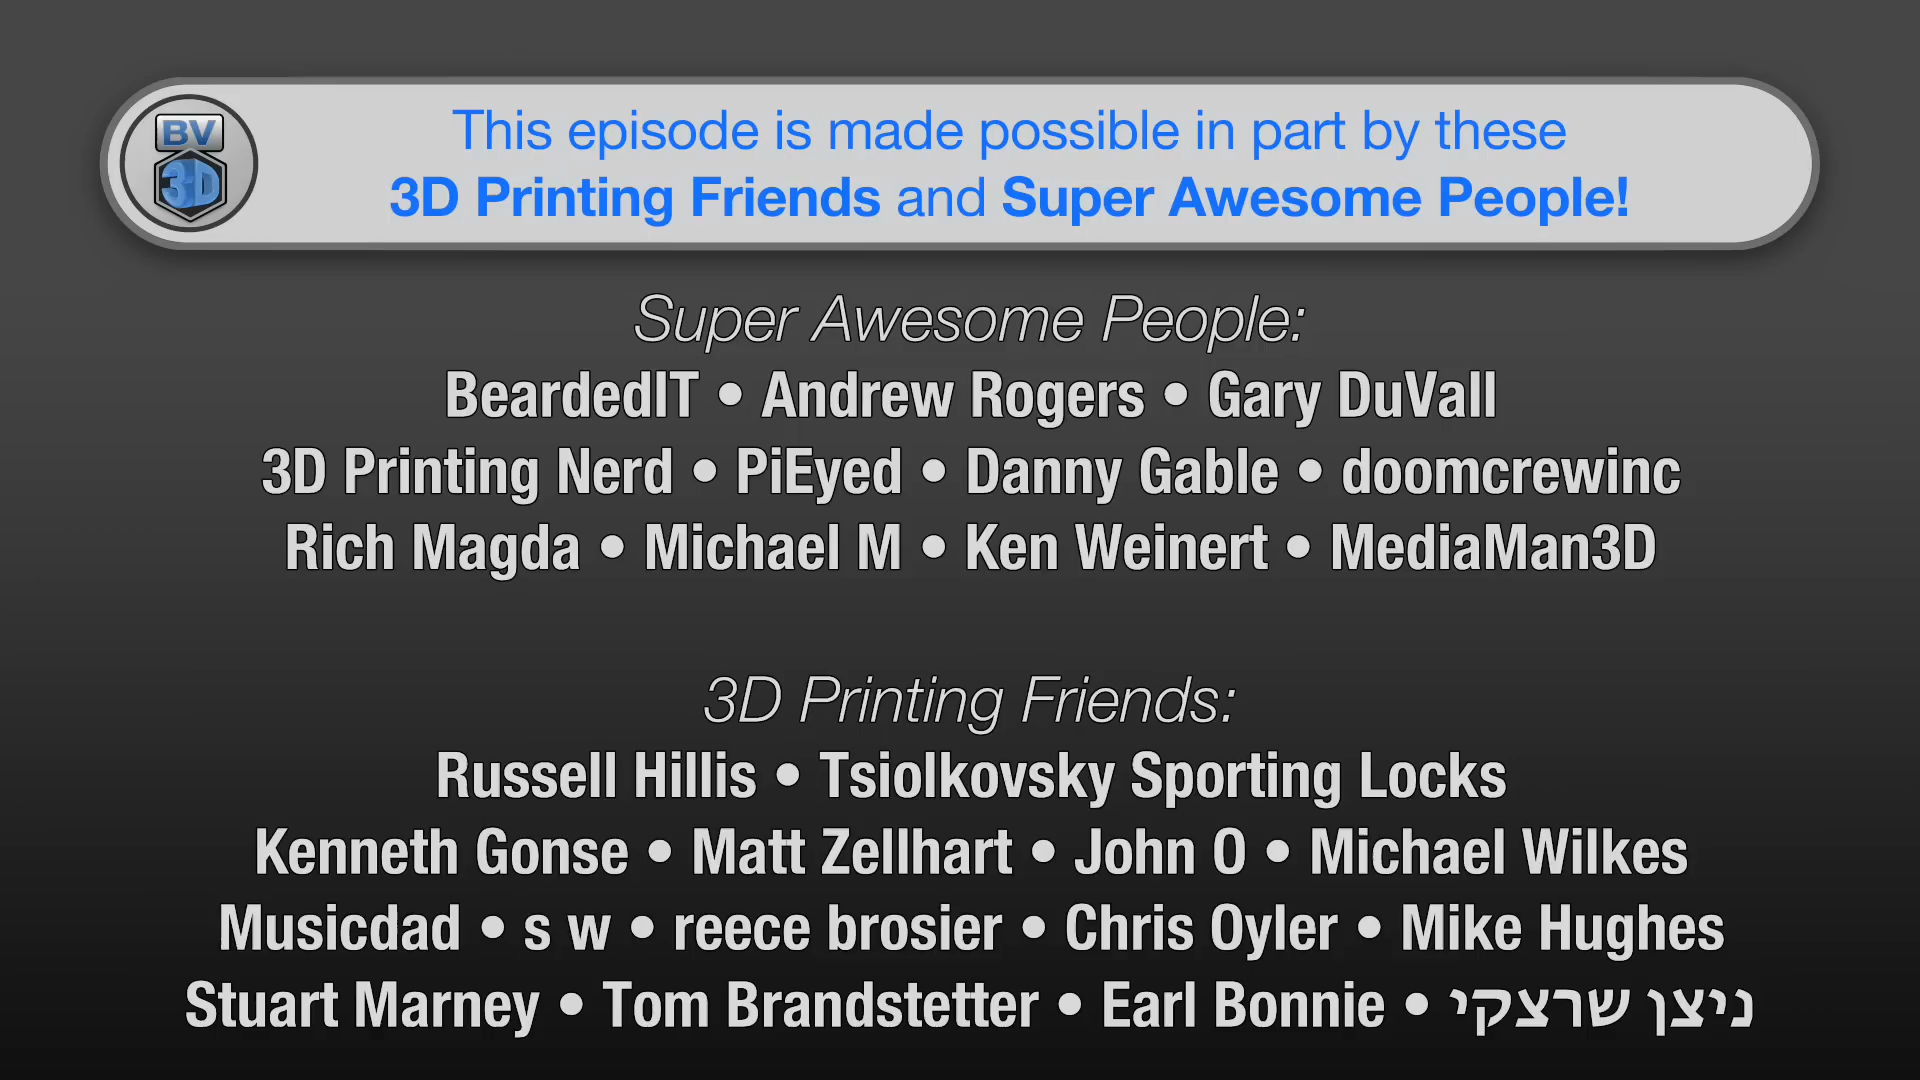 BV
3D
This episode is made possible in part by these
3D Printing Friends and Super Awesome People!
Super Awesome People:
BeardedIT • Andrew Rogers • Gary DuVall
3D Printing Nerd • PiEyed • Danny Gable • doomcrewinc
Rich Magda • Michael M • Ken Weinert • MediaMan3D
3D Printing Friends:
Russell Hillis • Tsiolkovsky Sporting Locks
Kenneth Gonse • Matt Zellhart • John O • Michael Wilkes
Musicdad • s w • reece brosier • Chris Oyler • Mike Hughes
Stuart Marney • Tom Brandstetter • Earl Bonnie • ניצן שרצקי